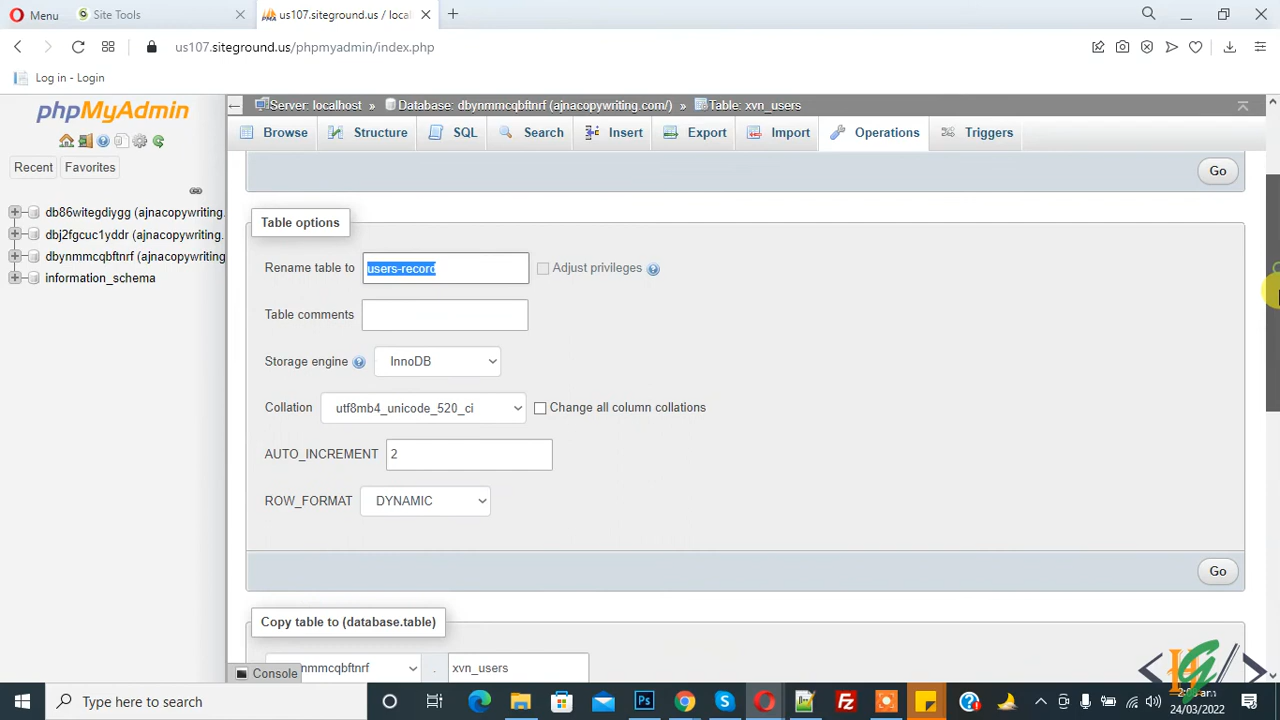 Menu
Site Tools
us107.siteground.us / local
us107.siteground.us/phpmyadmin/index.php
Log in - Login
phpMyAdmin
Recent
Favorites
db86witegdiygg (ajnacopywriting.
dbj2fgcuc1yddr (ajnacopywriting.
dbynmmcqbftnrf (ajnacopywriting
information_schema
Server: localhost » Database: dbynmmcqbftnrf (ajnacopywriting.com/) » Table: xvn_users
Browse
Structure
SQL
Search
Insert
Export
Import
Operations
Triggers
Go
Table options
Rename table to users-record Adjust privileges
Table comments
Storage engine InnoDB
Collation utf8mb4_unicode_520_ci Change all column collations
AUTO_INCREMENT 2
ROW_FORMAT DYNAMIC
Go
Copy table to (database.table)
nmmcqbftnrf . xvn_users
Console
Type here to search
24/03/2022